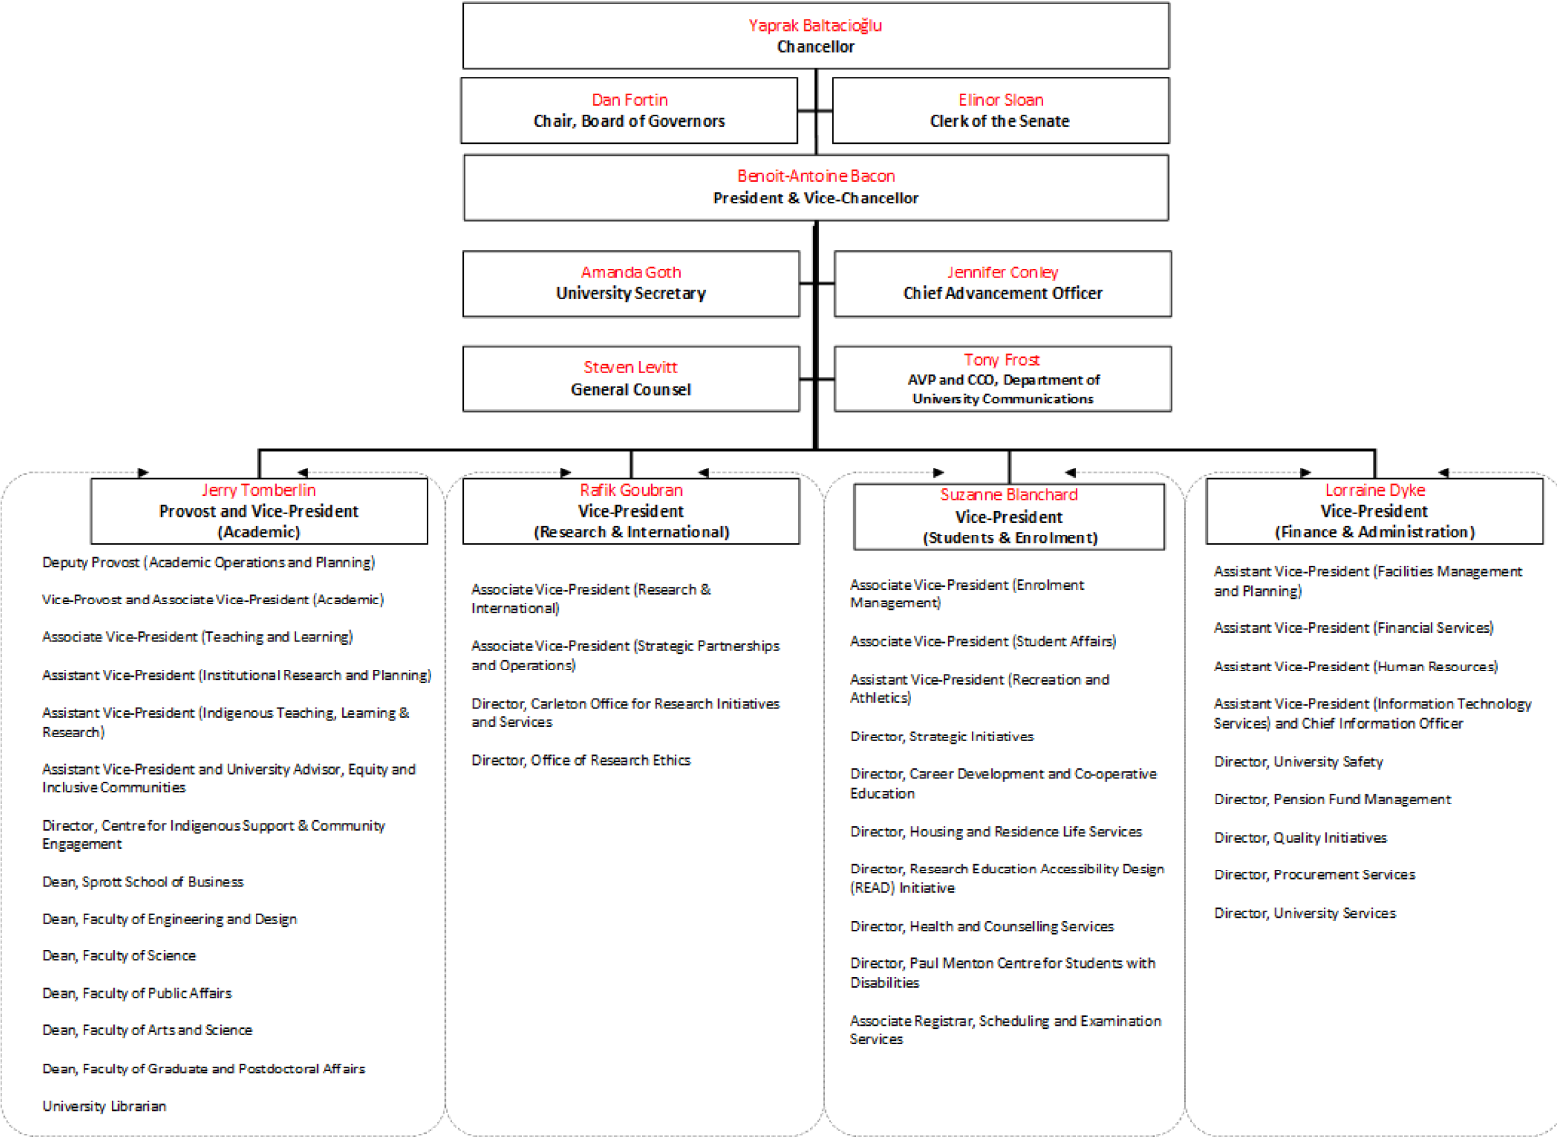 Yaprak Baltacioğlu
Chancellor
Dan Fortin
Chair, Board of Governors
Elinor Sloan
Clerk of the Senate
Benoit-Antoine Bacon
President & Vice-Chancellor
Amanda Goth
University Secretary
Jennifer Conley
Chief Advancement Officer
Steven Levitt
General Counsel
Tony Frost
AVP and CCO, Department of
University Communications
Jerry Tomberlin
Provost and Vice-President
(Academic)
Deputy Provost (Academic Operations and Planning)
Vice-Provost and Associate Vice-President (Academic)
Associate Vice-President (Teaching and Learning)
Assistant Vice-President (Institutional Research and Planning)
Assistant Vice-President (Indigenous Teaching, Learning &
Research)
Assistant Vice-President and University Advisor, Equity and
Inclusive Communities
Director, Centre for Indigenous Support & Community
Engagement
Dean, Sprott School of Business
Dean, Faculty of Engineering and Design
Dean, Faculty of Science
Dean, Faculty of Public Affairs
Dean, Faculty of Arts and Science
Dean, Faculty of Graduate and Postdoctoral Affairs
University Librarian
Rafik Goubran
Vice-President
(Research & International)
Associate Vice-President (Research &
International)
Associate Vice-President (Strategic Partnerships
and Operations)
Director, Carleton Office for Research Initiatives
and Services
Director, Office of Research Ethics
Suzanne Blanchard
Vice-President
(Students & Enrolment)
Associate Vice-President (Enrolment
Management)
Associate Vice-President (Student Affairs)
Assistant Vice-President (Recreation and
Athletics)
Director, Strategic Initiatives
Director, Career Development and Co-operative
Education
Director, Housing and Residence Life Services
Director, Research Education Accessibility Design
(READ) Initiative
Director, Health and Counselling Services
Director, Paul Menton Centre for Students with
Disabilities
Associate Registrar, Scheduling and Examination
Services
Lorraine Dyke
Vice-President
(Finance & Administration)
Assistant Vice-President (Facilities Management
and Planning)
Assistant Vice-President (Financial Services)
Assistant Vice-President (Human Resources)
Assistant Vice-President (Information Technology
Services) and Chief Information Officer
Director, University Safety
Director, Pension Fund Management
Director, Quality Initiatives
Director, Procurement Services
Director, University Services